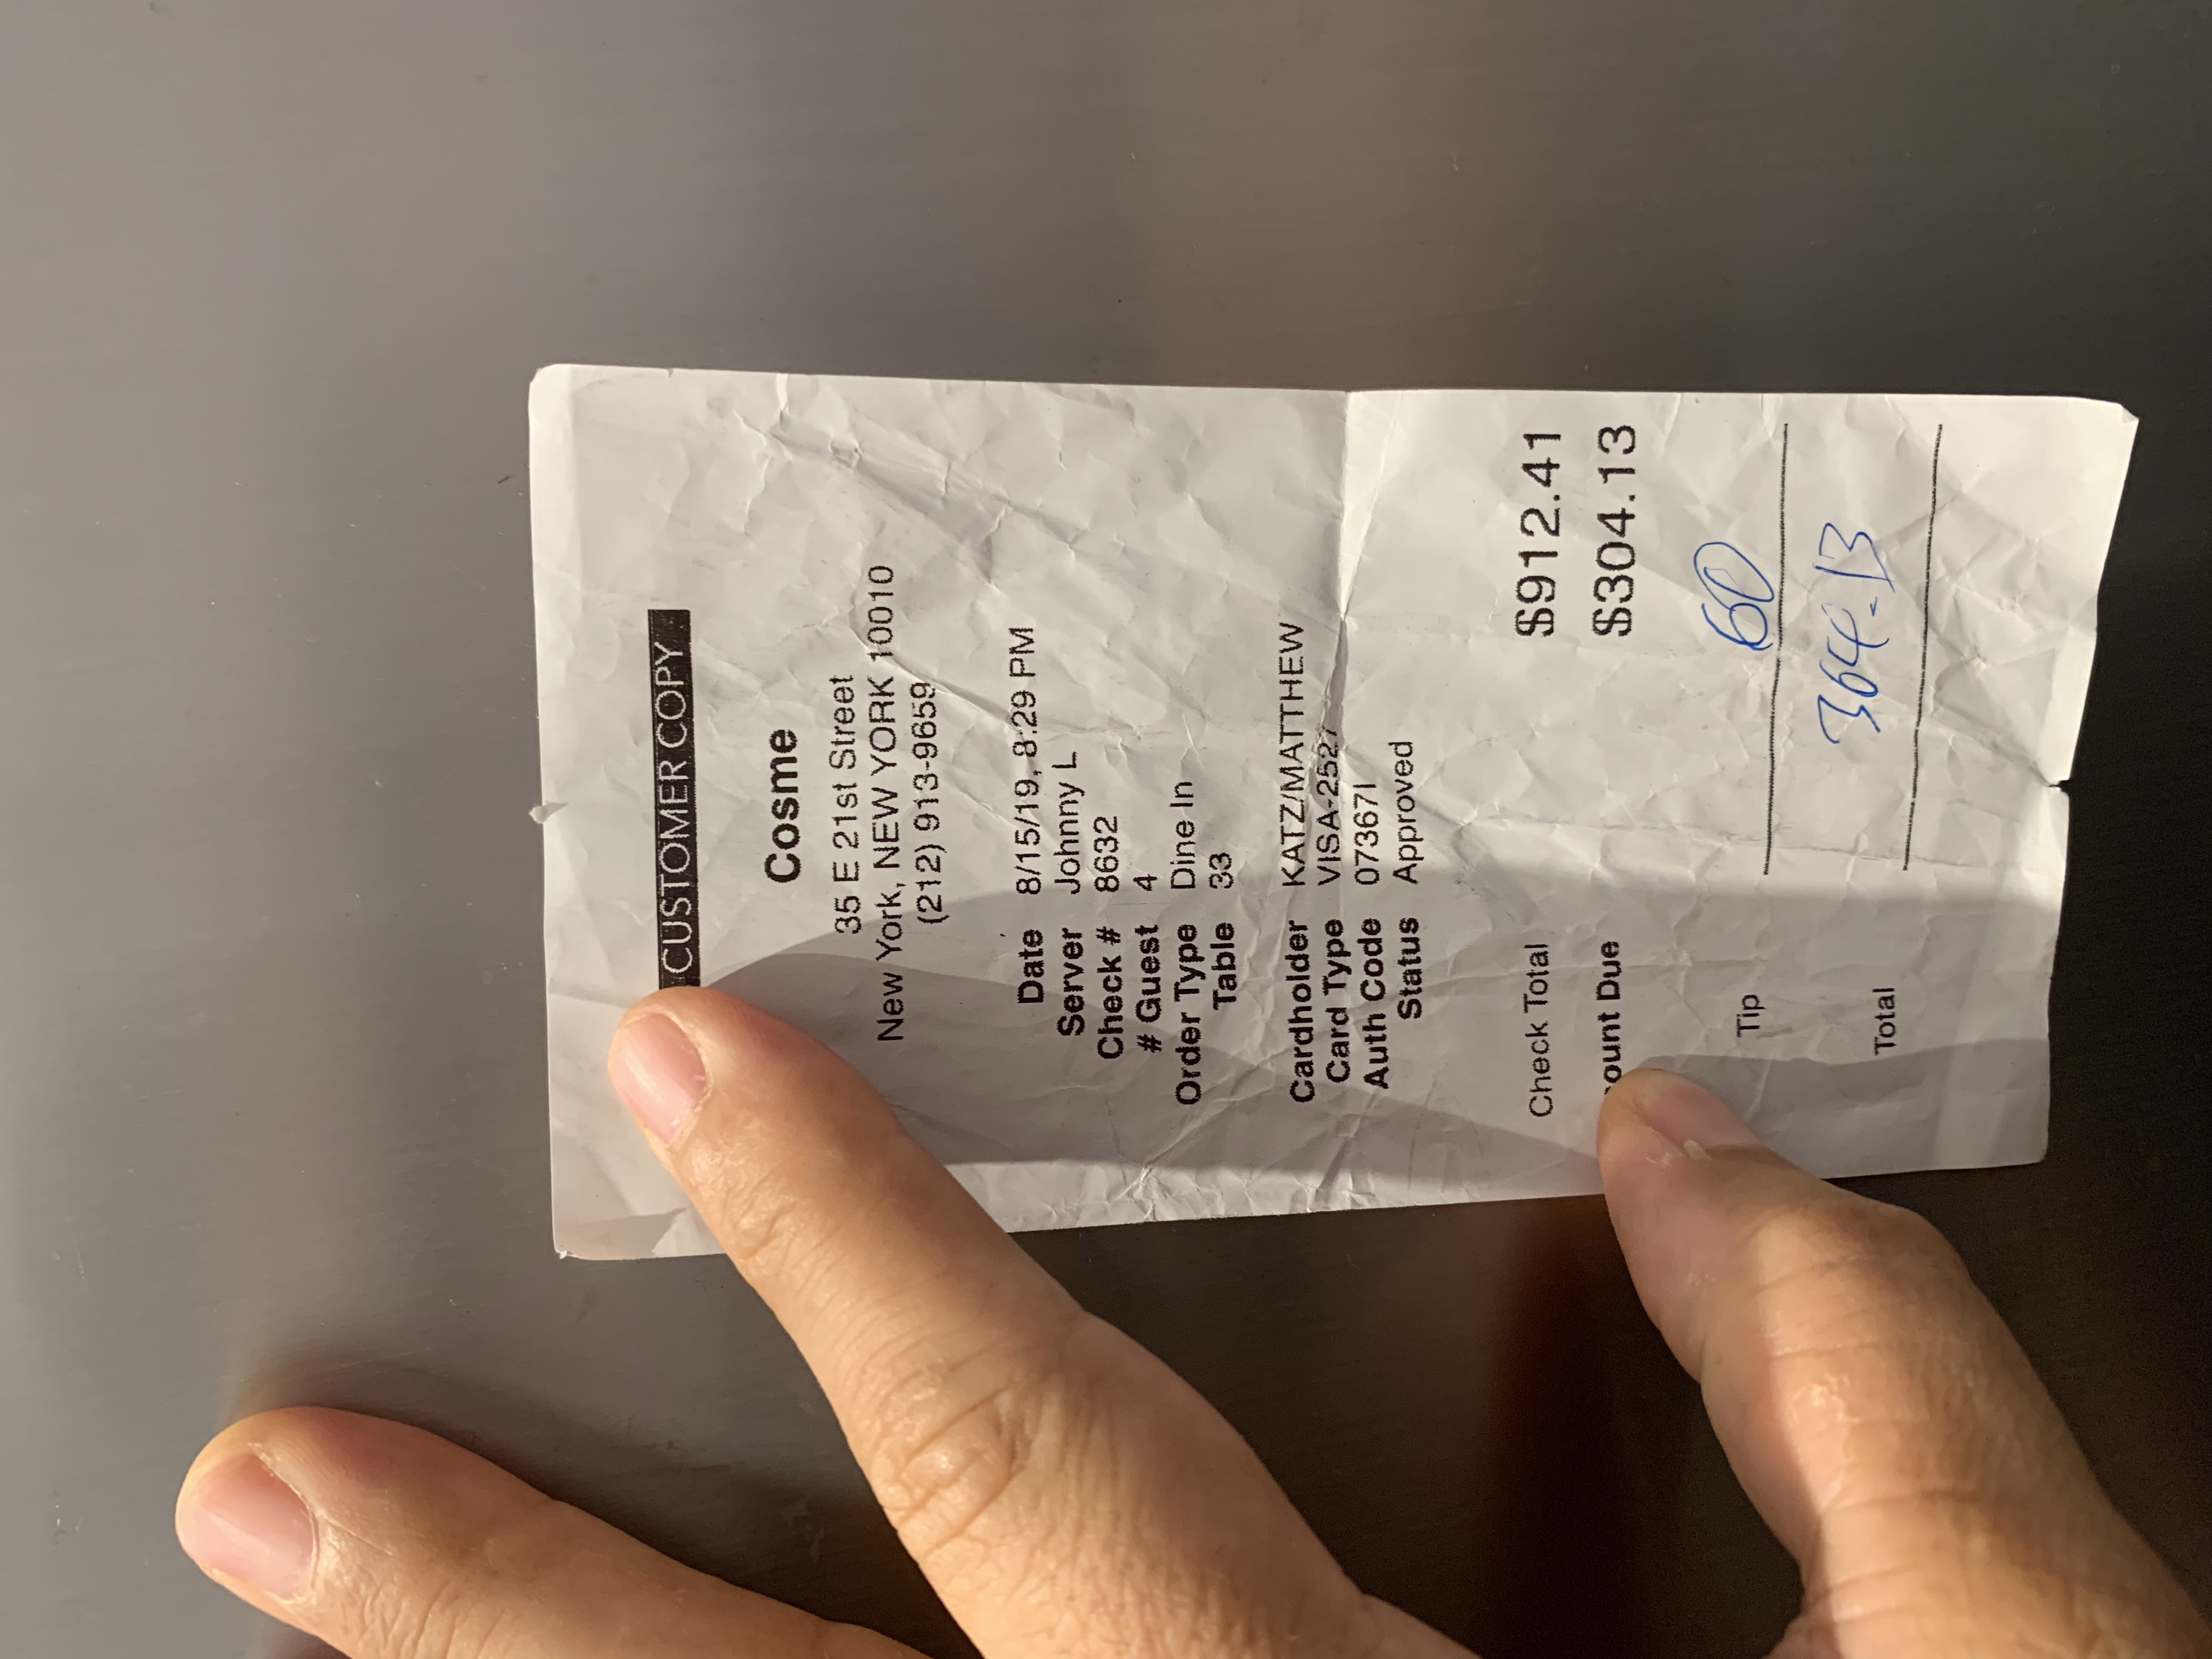 CUSTOMER COPY
Cosme
35 E 21st Street
New York, NEW YORK 10010
(212) 913-9659
Date 8/15/19, 8:29 PM
Server Johnny L
Check # 8632
# Guest 4
Order Type Dine In
Table 33
Cardholder KATZ/MATTHEW
Card Type VISA-2527
Auth Code 07367I
Status Approved
Check Total $912.41
ount Due $304.13
Tip 60
Total 364.13